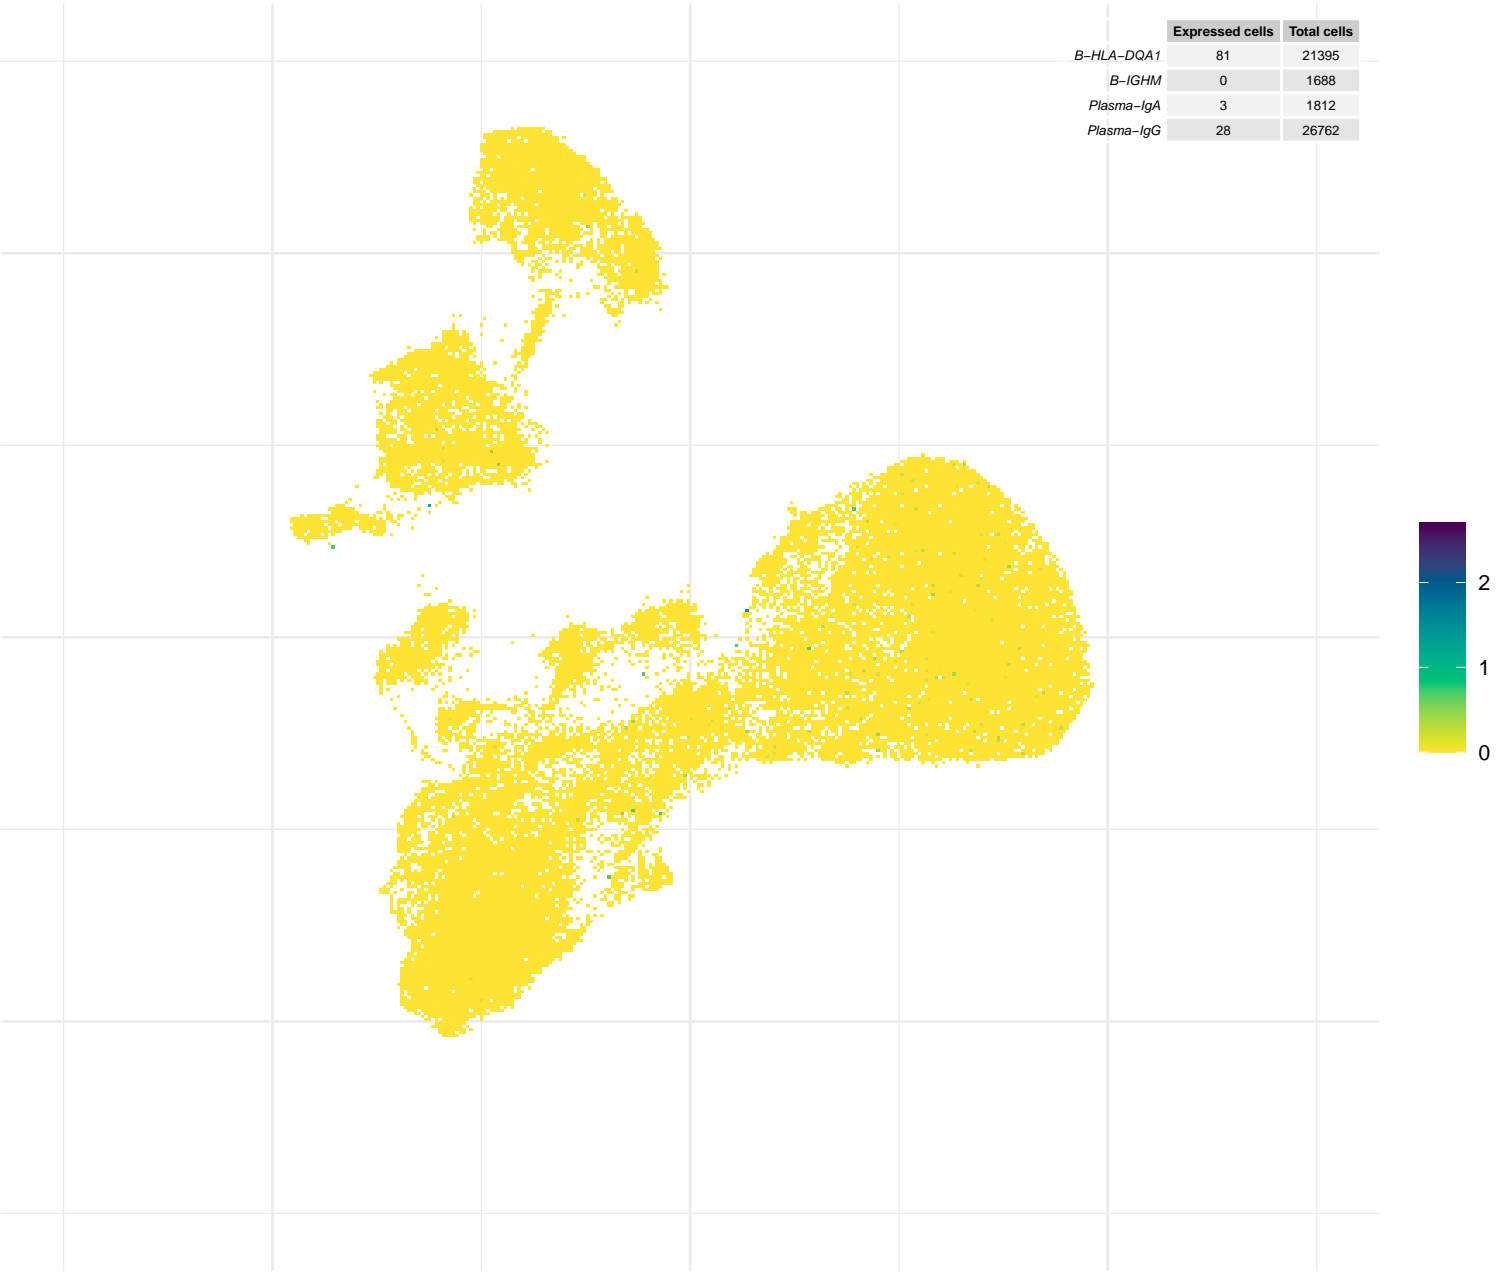 Expressed cells Total cells
B−HLA−DQA1 81 21395
B−IGHM 0 1688
Plasma−IgA 3 1812
Plasma−IgG 28 26762
2
1
0